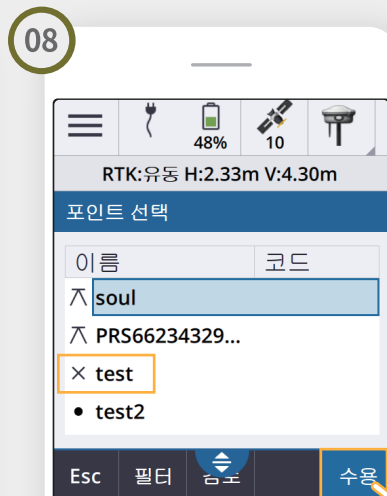 08
48%
10
RTK:유동 H:2.33m V:4.30m
포인트 선택
이름 코드
soul
PRS66234329...
test
test2
Esc 필터 수용